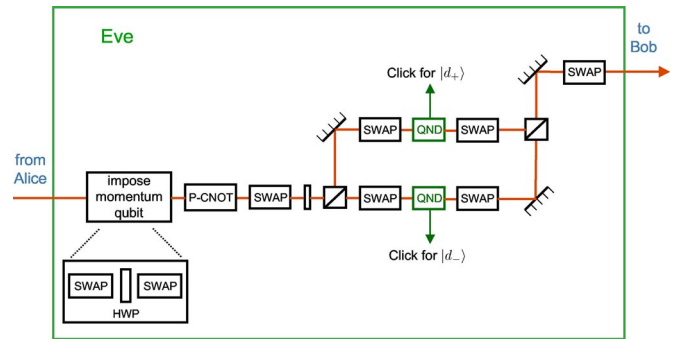 Eve
to
Bob
Click for |d₊⟩
SWAP
SWAP
QND
SWAP
from
Alice
impose
momentum
qubit
P-CNOT
SWAP
SWAP
QND
SWAP
Click for |d₋⟩
SWAP
SWAP
HWP